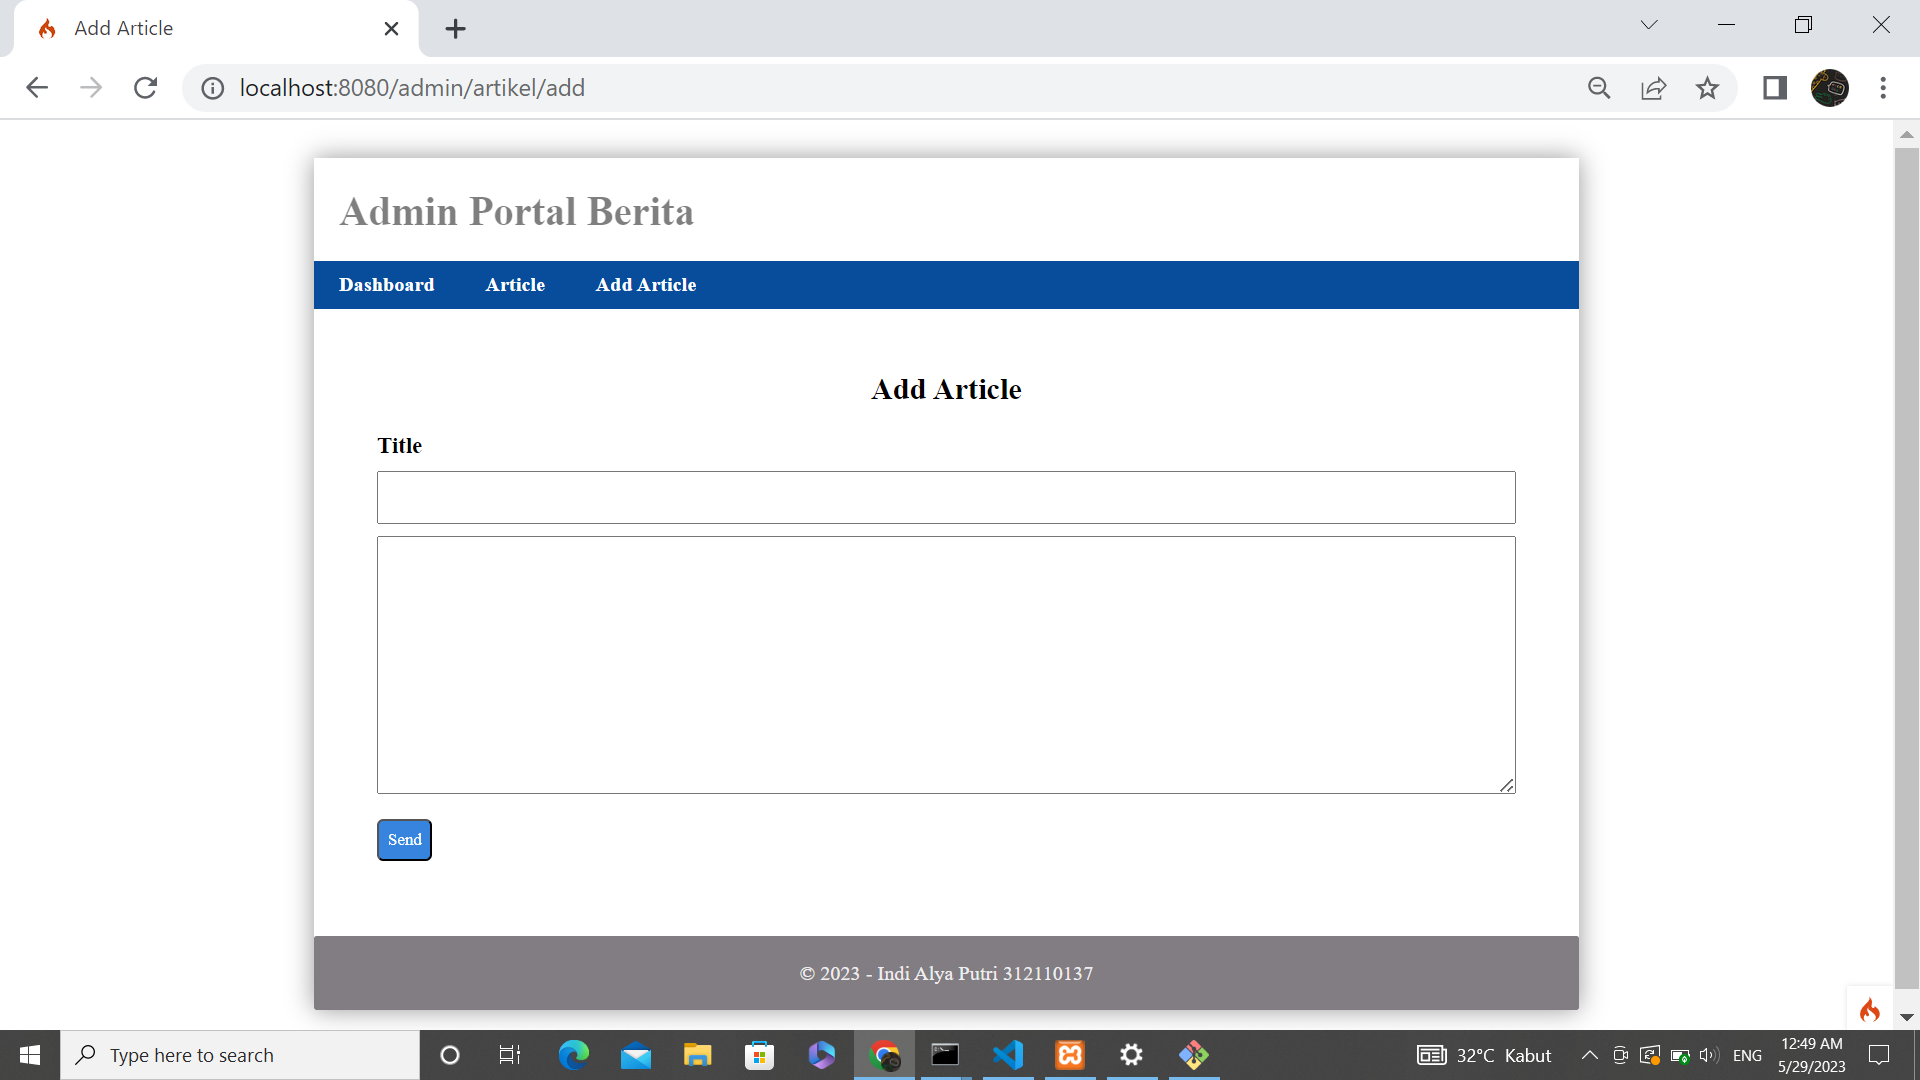 Add Article
localhost:8080/admin/artikel/add
Admin Portal Berita
Dashboard Article Add Article
Add Article
Title
Send
© 2023 - Indi Alya Putri 312110137
Type here to search
32°C Kabut
ENG
12:49 AM
5/29/2023